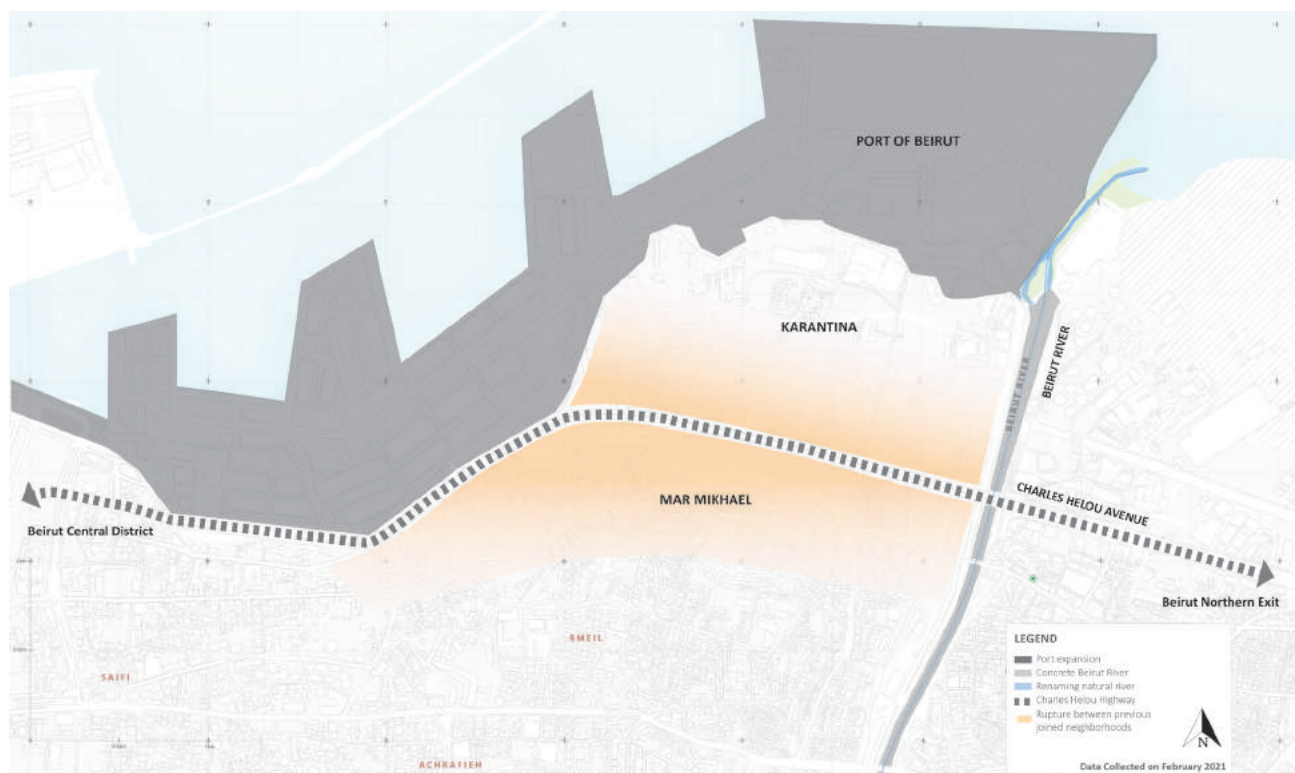 PORT OF BEIRUT
KARANTINA
BEIRUT RIVER
BEIRUT RIVER
MAR MIKHAEL
CHARLES HELOU AVENUE
Beirut Central District
Beirut Northern Exit
RMEIL
SAIFI
ACHRAFIEH
LEGEND
Port expansion
Concrete Beirut River
Renaming natural river
Charles Helou Highway
Rupture between previous
joined neighborhoods
N
Data Collected on February 2021